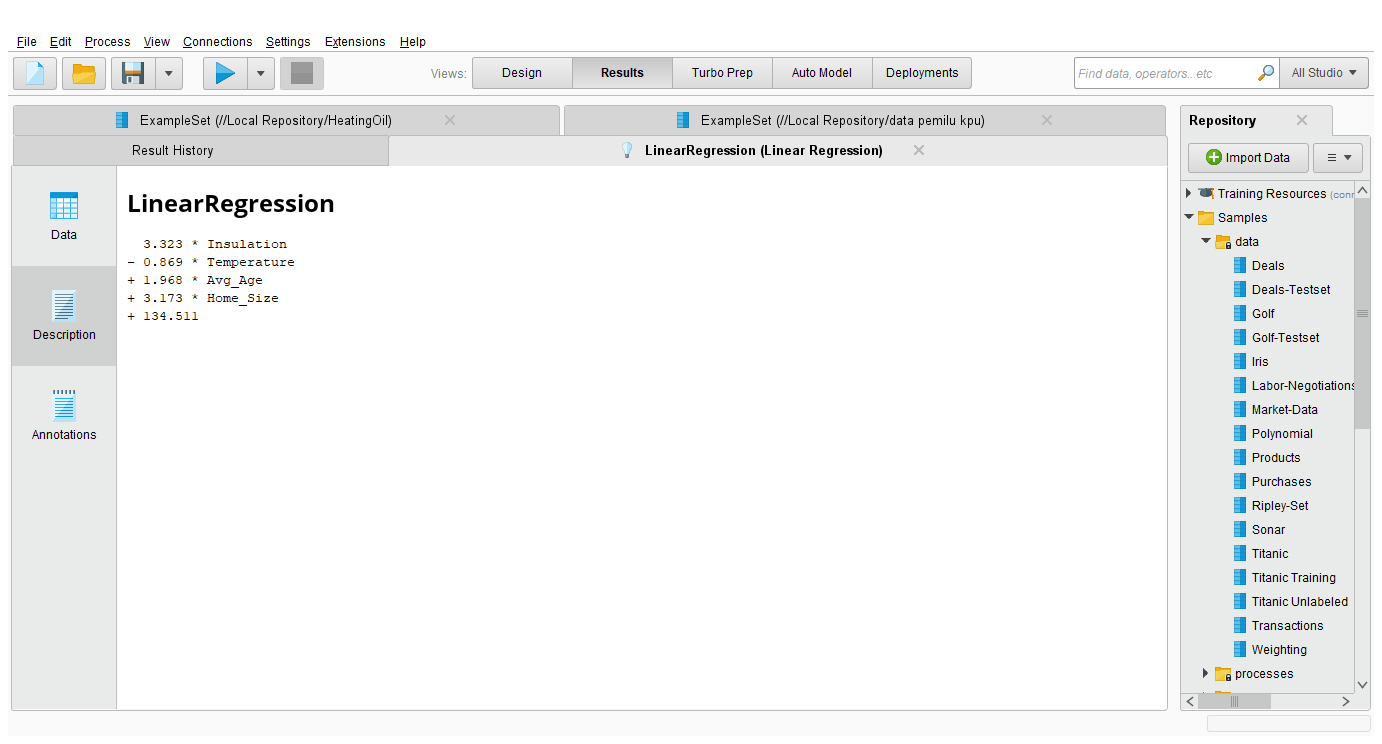 File Edit Process View Connections Settings Extensions Help
Views: Design Results Turbo Prep Auto Model Deployments Find data, operators...etc All Studio
ExampleSet (//Local Repository/HeatingOil) ExampleSet (//Local Repository/data pemilu kpu)
Result History LinearRegression (Linear Regression)
Data
Description
Annotations
LinearRegression
3.323 * Insulation
- 0.869 * Temperature
+ 1.968 * Avg_Age
+ 3.173 * Home_Size
+ 134.511
Repository
Import Data
Training Resources (conr
Samples
data
Deals
Deals-Testset
Golf
Golf-Testset
Iris
Labor-Negotiations
Market-Data
Polynomial
Products
Purchases
Ripley-Set
Sonar
Titanic
Titanic Training
Titanic Unlabeled
Transactions
Weighting
processes